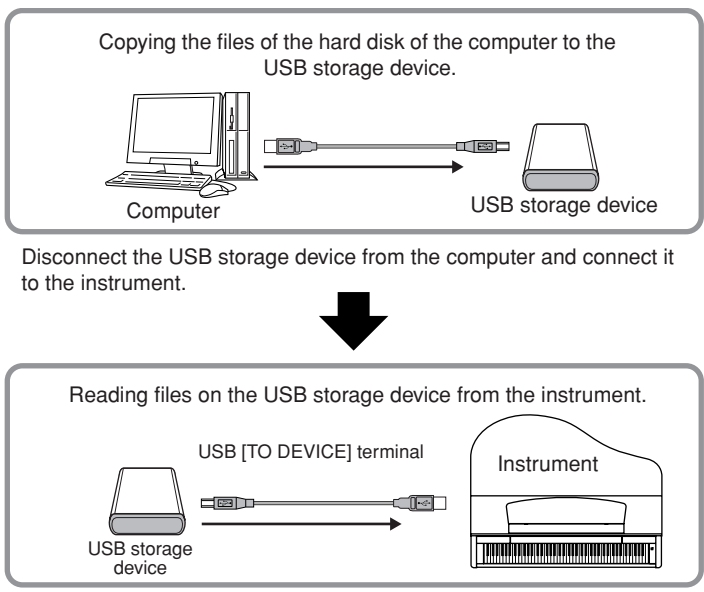 Copying the files of the hard disk of the computer to the
USB storage device.
Computer
USB storage device
Disconnect the USB storage device from the computer and connect it
to the instrument.
Reading files on the USB storage device from the instrument.
USB [TO DEVICE] terminal
Instrument
USB storage
device